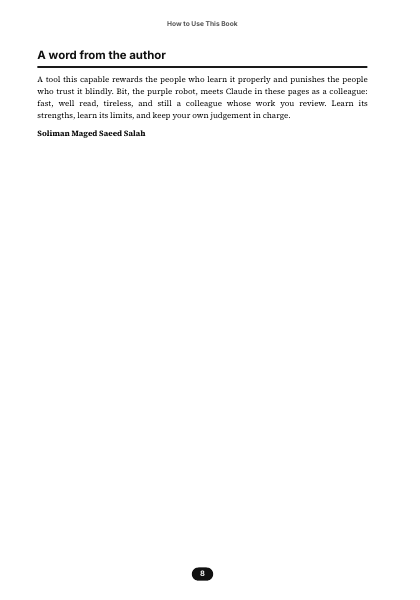 How to Use This Book
A word from the author
A tool this capable rewards the people who learn it properly and punishes the people
who trust it blindly. Bit, the purple robot, meets Claude in these pages as a colleague:
fast, well read, tireless, and still a colleague whose work you review. Learn its
strengths, learn its limits, and keep your own judgement in charge.
Soliman Maged Saeed Salah
8